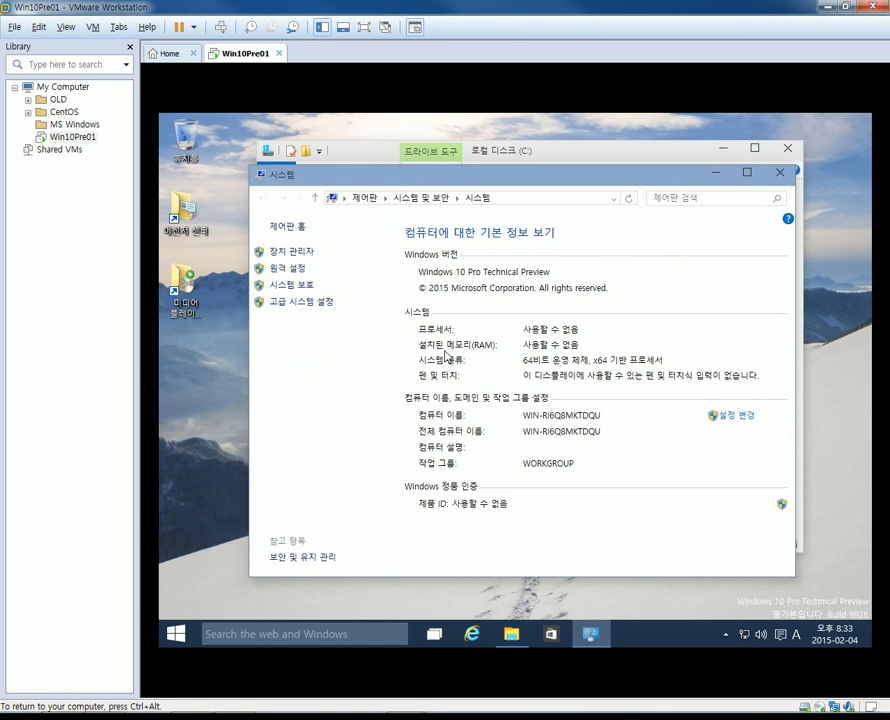 Win10Pre01 - VMware Workstation
File Edit View VM Tabs Help
Library
Type here to search
My Computer
OLD
CentOS
MS Windows
Win10Pre01
Shared VMs
Home Win10Pre01
휴지통
드라이브 도구 로컬 디스크 (C:)
시스템
제어판 시스템 및 보안 시스템
제어판 검색
제어판 홈
장치 관리자
원격 설정
시스템 보호
고급 시스템 설정
미디어
플레이...
컴퓨터에 대한 기본 정보 보기
Windows 버전
Windows 10 Pro Technical Preview
© 2015 Microsoft Corporation. All rights reserved.
시스템
프로세서: 사용할 수 없음
설치된 메모리(RAM): 사용할 수 없음
시스템 종류: 64비트 운영 체제, x64 기반 프로세서
펜 및 터치: 이 디스플레이에 사용할 수 있는 펜 및 터치식 입력이 없습니다.
컴퓨터 이름, 도메인 및 작업 그룹 설정
컴퓨터 이름: WIN-RI6Q8MKTDQU
설정 변경
전체 컴퓨터 이름: WIN-RI6Q8MKTDQU
컴퓨터 설명:
작업 그룹: WORKGROUP
Windows 정품 인증
제품 ID: 사용할 수 없음
참고 항목
보안 및 유지 관리
Windows 10 Pro Technical Preview
평가본입니다. Build 9926
Search the web and Windows
A
오후 8:33
2015-02-04
To return to your computer, press Ctrl+Alt.